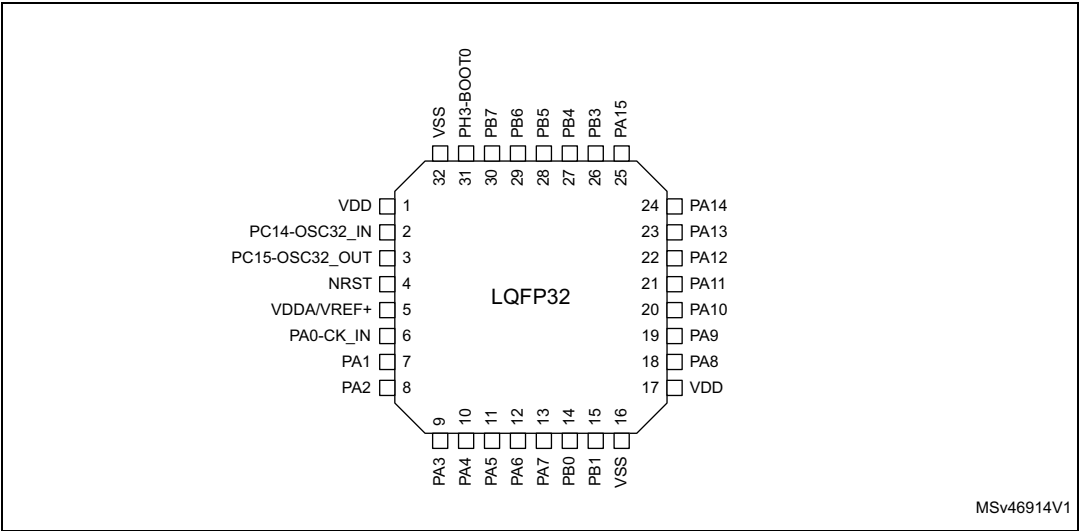 VSS
PH3-BOOT0
PB7
PB6
PB5
PB4
PB3
PA15
32
31
30
29
28
27
26
25
VDD 1
PC14-OSC32_IN 2
PC15-OSC32_OUT 3
NRST 4
VDDA/VREF+ 5
PA0-CK_IN 6
PA1 7
PA2 8
LQFP32
24 PA14
23 PA13
22 PA12
21 PA11
20 PA10
19 PA9
18 PA8
17 VDD
9
10
11
12
13
14
15
16
PA3
PA4
PA5
PA6
PA7
PB0
PB1
VSS
MSv46914V1